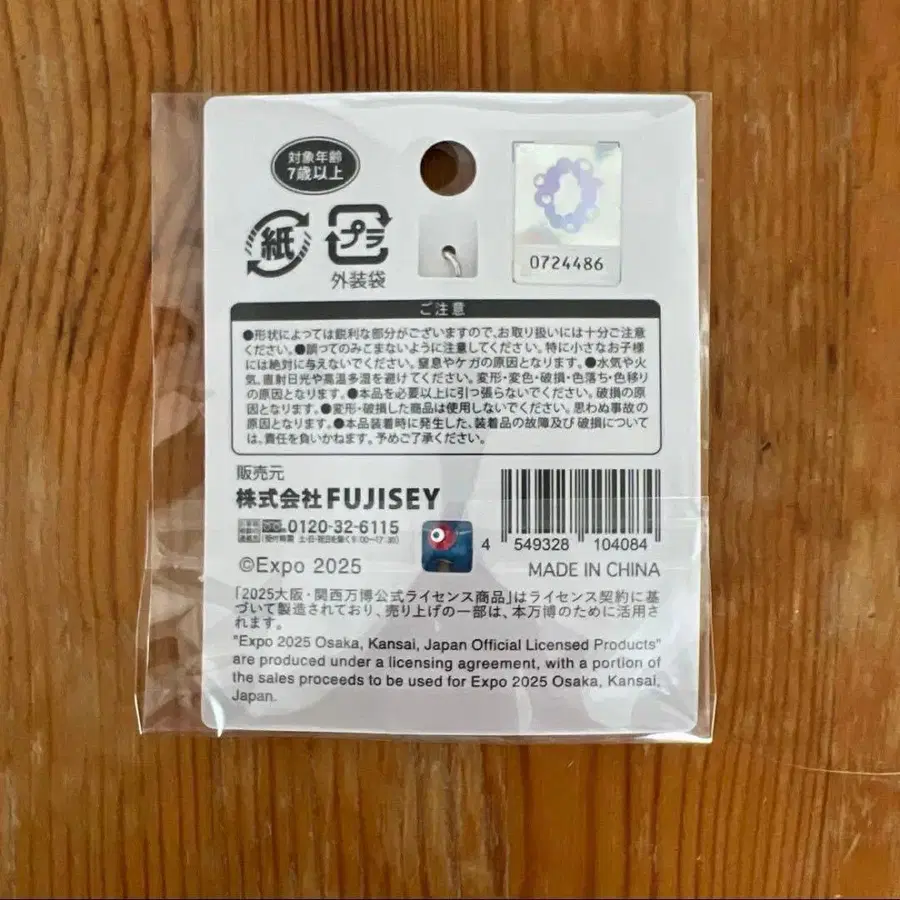 対象年齢
7歳以上
紙
プラ
外装袋
0724486
ご注意
●形状によっては鋭利な部分がございますので、お取り扱いには十分ご注意
ください。●誤ってのみこまないように注意してください。特に小さなお子様
には絶対に与えないでください。窒息やケガの原因となります。●水気や火
気、直射日光や高温多湿を避けてください。変形・変色・破損・色落ち・色移り
の原因となります。●本品を必要以上に引っ張らないでください。破損の原
因となります。●変形・破損した商品は使用しないでください。思わぬ事故の
原因となります。●本品装着時に発生した、装着品の故障及び破損について
は、責任を負いかねます。予めご了承ください。
販売元
株式会社FUJISEY
0120-32-6115
受付時間 土・日・祝日を除く9:00〜17:30
4 549328 104084
©Expo 2025
MADE IN CHINA
「2025大阪・関西万博公式ライセンス商品」はライセンス契約に基
づいて製造されており、売り上げの一部は、本万博のために活用さ
れます。
"Expo 2025 Osaka, Kansai, Japan Official Licensed Products"
are produced under a licensing agreement, with a portion of
the sales proceeds to be used for Expo 2025 Osaka, Kansai,
Japan.